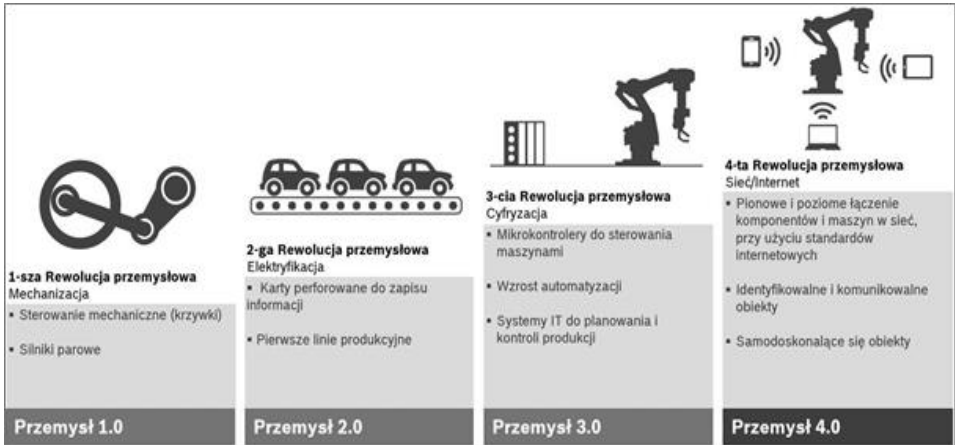 1-sza Rewolucja przemysłowa
Mechanizacja
▪ Sterowanie mechaniczne (krzywki)
▪ Silniki parowe
Przemysł 1.0
2-ga Rewolucja przemysłowa
Elektryfikacja
▪ Karty perforowane do zapisu
informacji
▪ Pierwsze linie produkcyjne
Przemysł 2.0
3-cia Rewolucja przemysłowa
Cyfryzacja
▪ Mikrokontrolery do sterowania
maszynami
▪ Wzrost automatyzacji
▪ Systemy IT do planowania i
kontroli produkcji
Przemysł 3.0
4-ta Rewolucja przemysłowa
Sieć/Internet
▪ Pionowe i poziome łączenie
komponentów i maszyn w sieć,
przy użyciu standardów
internetowych
▪ Identyfikowalne i komunikowalne
obiekty
▪ Samodoskonalące się obiekty
Przemysł 4.0